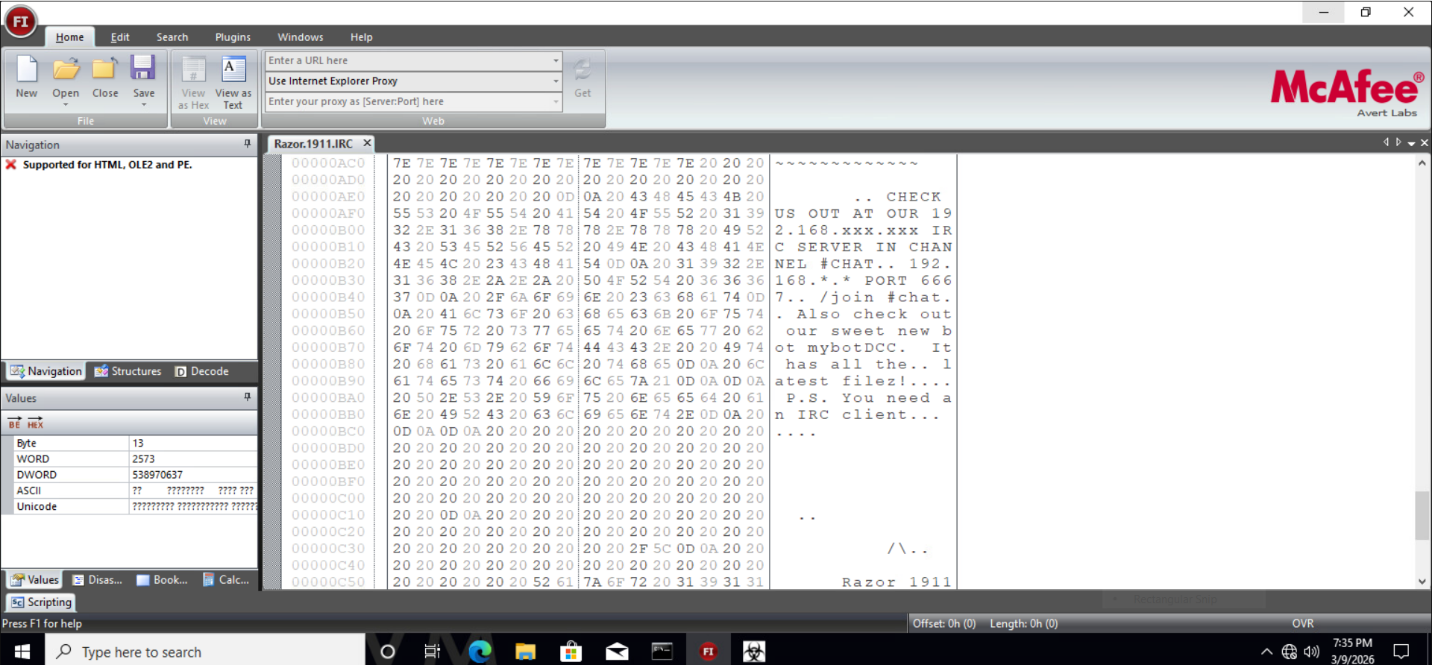 FI
Home Edit Search Plugins Windows Help
New Open Close Save View as Hex View as Text
Enter a URL here
Use Internet Explorer Proxy
Enter your proxy as [Server:Port] here
Get
File View Web
McAfee®
Avert Labs
Navigation
Supported for HTML, OLE2 and PE.
Navigation Structures Decode
Values
BE HEX
Byte 13
WORD 2573
DWORD 538970637
ASCII ?? ???????? ???? ???
Unicode ????????? ??????????? ??????
Values Disas... Book... Calc...
Scripting
Razor.1911.IRC
00000AC0 7E 7E 7E 7E 7E 7E 7E 7E 7E 7E 7E 7E 7E 20 20 20 ~~~~~~~~~~~~~
00000AD0 20 20 20 20 20 20 20 20 20 20 20 20 20 20 20 20
00000AE0 20 20 20 20 20 20 20 0D 0A 20 43 48 45 43 4B 20 .. CHECK
00000AF0 55 53 20 4F 55 54 20 41 54 20 4F 55 52 20 31 39 US OUT AT OUR 19
00000B00 32 2E 31 36 38 2E 78 78 78 2E 78 78 78 20 49 52 2.168.xxx.xxx IR
00000B10 43 20 53 45 52 56 45 52 20 49 4E 20 43 48 41 4E C SERVER IN CHAN
00000B20 4E 45 4C 20 23 43 48 41 54 0D 0A 20 31 39 32 2E NEL #CHAT.. 192.
00000B30 31 36 38 2E 2A 2E 2A 20 50 4F 52 54 20 36 36 36 168.*.* PORT 666
00000B40 37 0D 0A 20 2F 6A 6F 69 6E 20 23 63 68 61 74 0D 7.. /join #chat.
00000B50 0A 20 41 6C 73 6F 20 63 68 65 63 6B 20 6F 75 74 . Also check out
00000B60 20 6F 75 72 20 73 77 65 65 74 20 6E 65 77 20 62 our sweet new b
00000B70 6F 74 20 6D 79 62 6F 74 44 43 43 2E 20 20 49 74 ot mybotDCC.  It
00000B80 20 68 61 73 20 61 6C 6C 20 74 68 65 0D 0A 20 6C has all the.. l
00000B90 61 74 65 73 74 20 66 69 6C 65 7A 21 0D 0A 0D 0A atest filez!....
00000BA0 20 50 2E 53 2E 20 59 6F 75 20 6E 65 65 64 20 61 P.S. You need a
00000BB0 6E 20 49 52 43 20 63 6C 69 65 6E 74 2E 0D 0A 20 n IRC client...
00000BC0 0D 0A 0D 0A 20 20 20 20 20 20 20 20 20 20 20 20 ....
00000BD0 20 20 20 20 20 20 20 20 20 20 20 20 20 20 20 20
00000BE0 20 20 20 20 20 20 20 20 20 20 20 20 20 20 20 20
00000BF0 20 20 20 20 20 20 20 20 20 20 20 20 20 20 20 20
00000C00 20 20 20 20 20 20 20 20 20 20 20 20 20 20 20 20
00000C10 20 20 0D 0A 20 20 20 20 20 20 20 20 20 20 20 20 ..
00000C20 20 20 20 20 20 20 20 20 20 20 20 20 20 20 20 20
00000C30 20 20 20 20 20 20 20 20 20 20 2F 5C 0D 0A 20 20 /\..
00000C40 20 20 20 20 20 20 20 20 20 20 20 20 20 20 20 20
00000C50 20 20 20 20 20 20 52 61 7A 6F 72 20 31 39 31 31 Razor 1911
Press F1 for help Offset: 0h (0) Length: 0h (0) OVR
Type here to search
FI
7:35 PM
3/9/2026